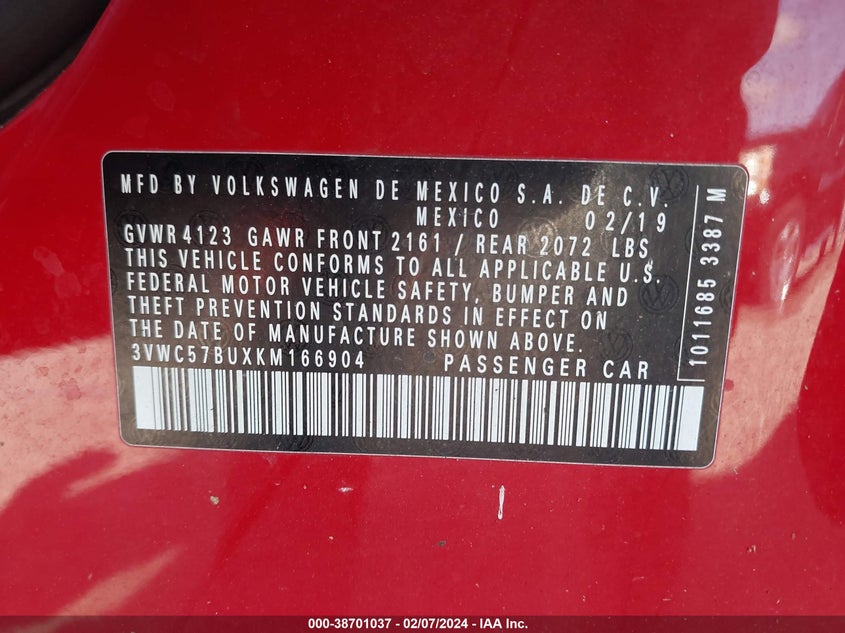 MFD BY VOLKSWAGEN DE MEXICO S.A. DE C.V.
MEXICO 02/19
GVWR 4123 GAWR FRONT 2161 / REAR 2072 LBS
THIS VEHICLE CONFORMS TO ALL APPLICABLE U.S.
FEDERAL MOTOR VEHICLE SAFETY, BUMPER AND
THEFT PREVENTION STANDARDS IN EFFECT ON
THE DATE OF MANUFACTURE SHOWN ABOVE.
3VWC57BUXKM166904 PASSENGER CAR
1011685 3387 M
000-38701037 - 02/07/2024 - IAA Inc.